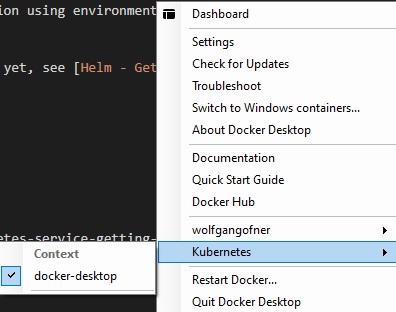 ion using environment
Dashboard
Settings
yet, see [Helm - Get
Check for Updates
Troubleshoot
Switch to Windows containers...
About Docker Desktop
Documentation
Quick Start Guide
Docker Hub
wolfgangofner
etes-service-getting-
Kubernetes
Context
docker-desktop
Restart Docker...
Quit Docker Desktop